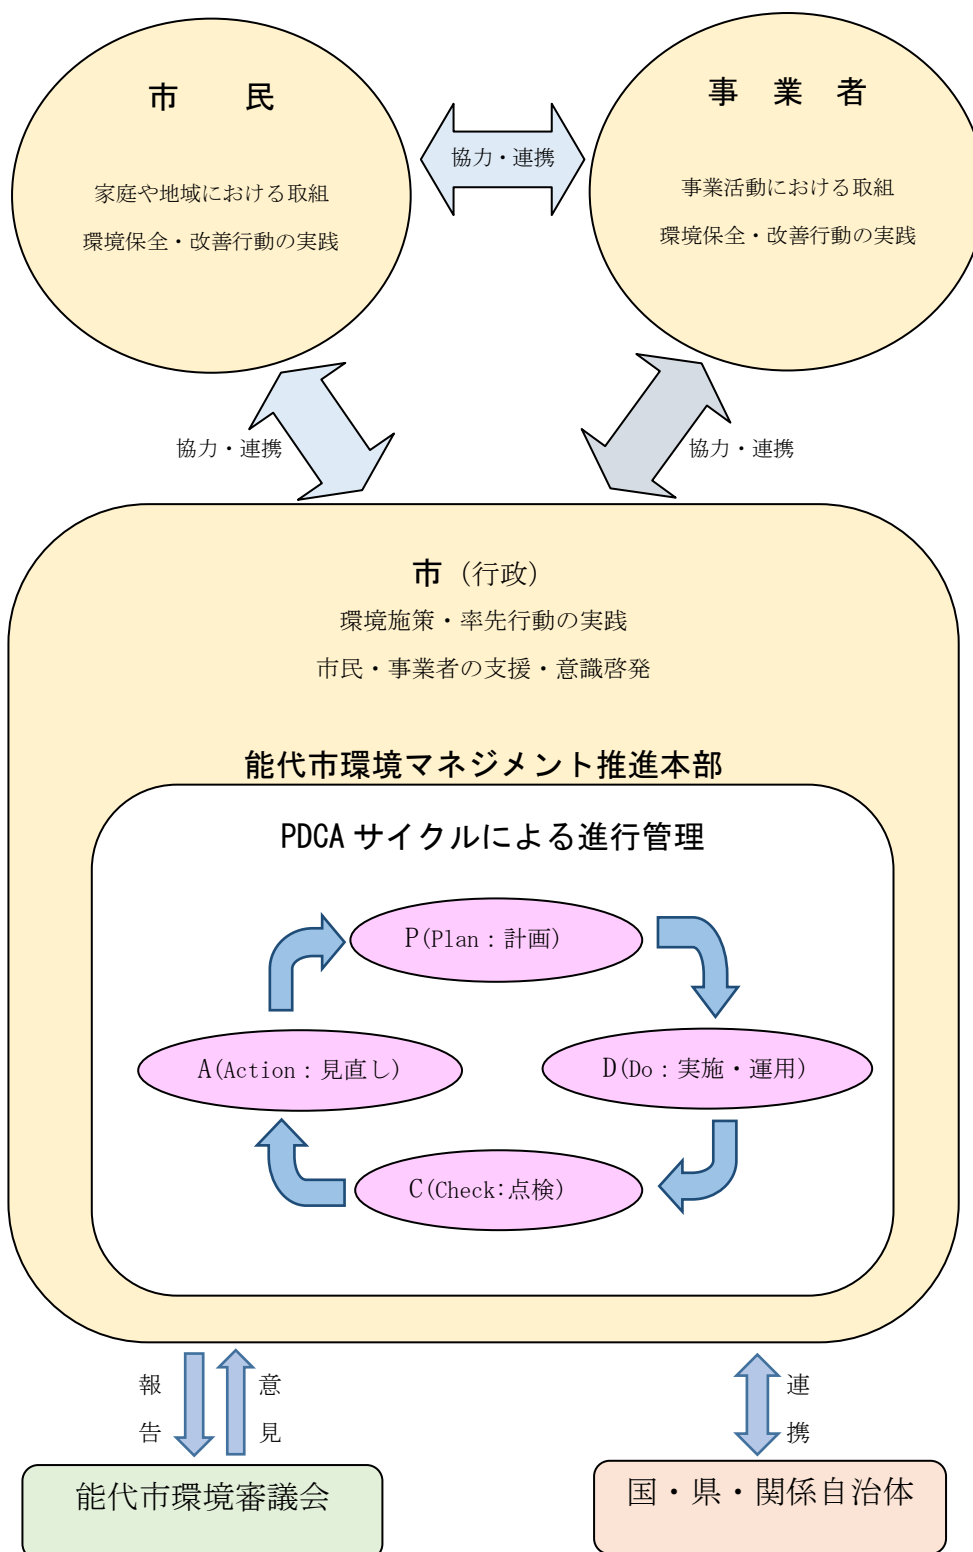 市　　民
事　業　者
協力・連携
家庭や地域における取組
環境保全・改善行動の実践
事業活動における取組
環境保全・改善行動の実践
協力・連携
協力・連携
市（行政）
環境施策・率先行動の実践
市民・事業者の支援・意識啓発
能代市環境マネジメント推進本部
PDCA サイクルによる進行管理
P(Plan：計画)
A(Action：見直し)
D(Do：実施・運用)
C(Check:点検)
報告
意見
連携
能代市環境審議会
国・県・関係自治体